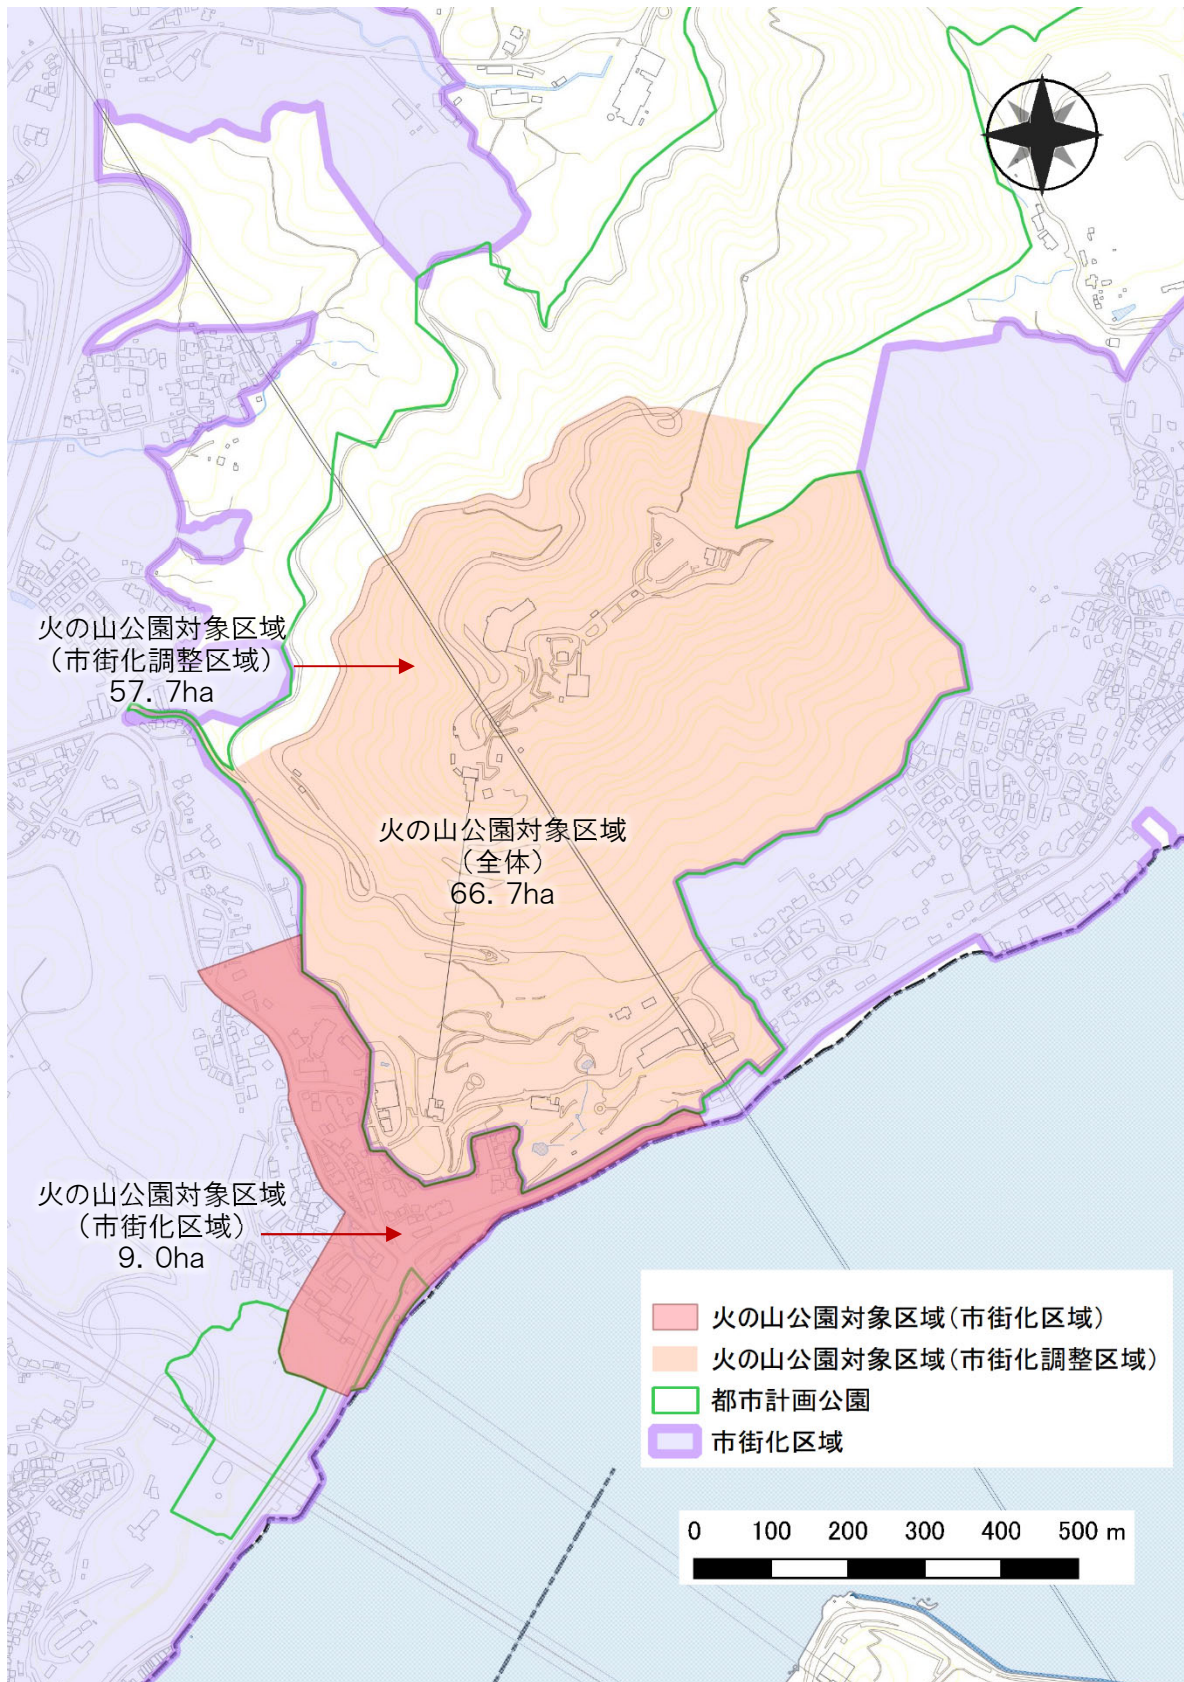 火の山公園対象区域
（市街化調整区域）
57. 7ha
火の山公園対象区域
（全体）
66. 7ha
火の山公園対象区域
（市街化区域）
9. 0ha
火の山公園対象区域(市街化区域)
火の山公園対象区域(市街化調整区域)
都市計画公園
市街化区域
0 100 200 300 400 500 m